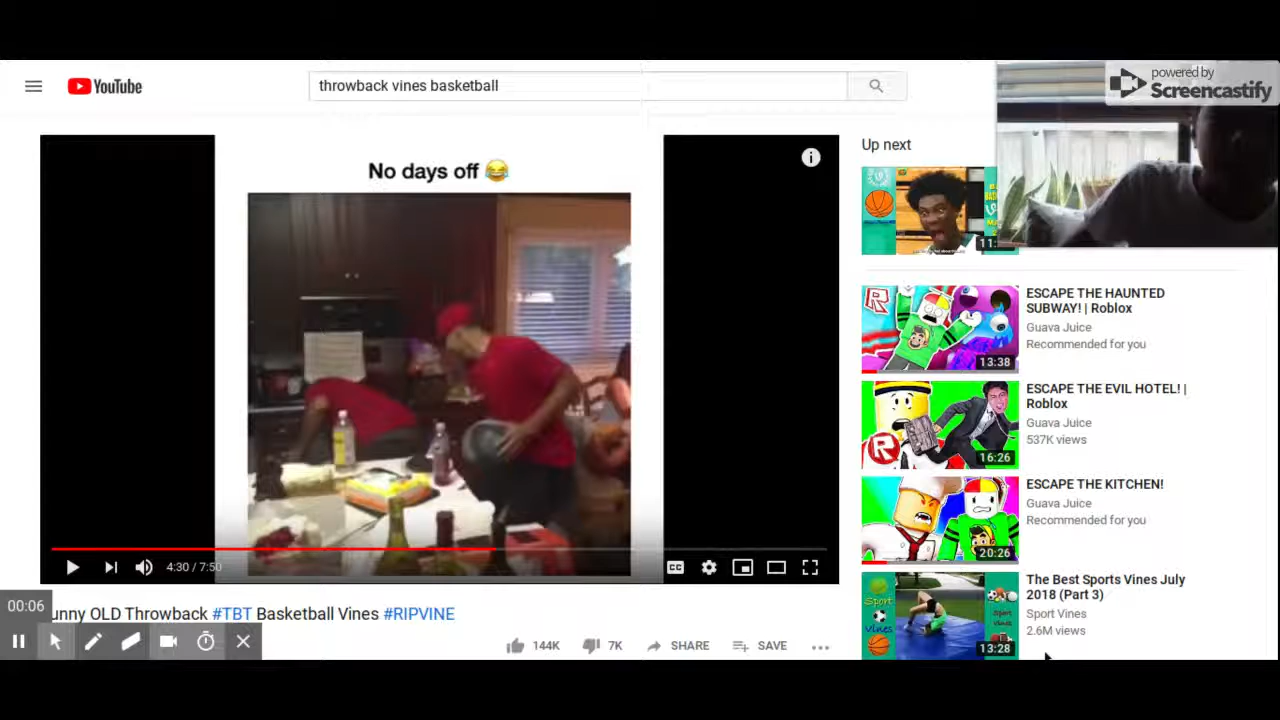 powered by
Screencastify
YouTube
throwback vines basketball
No days off 😂
Up next
11:
ESCAPE THE HAUNTED
SUBWAY! | Roblox
Guava Juice
Recommended for you
13:38
ESCAPE THE EVIL HOTEL! |
Roblox
Guava Juice
537K views
16:26
ESCAPE THE KITCHEN!
Guava Juice
Recommended for you
20:26
The Best Sports Vines July
2018 (Part 3)
Sport Vines
2.6M views
Sport
Vines
13:28
4:30 / 7:50
CC
00:06
unny OLD Throwback #TBT Basketball Vines #RIPVINE
144K 7K SHARE SAVE